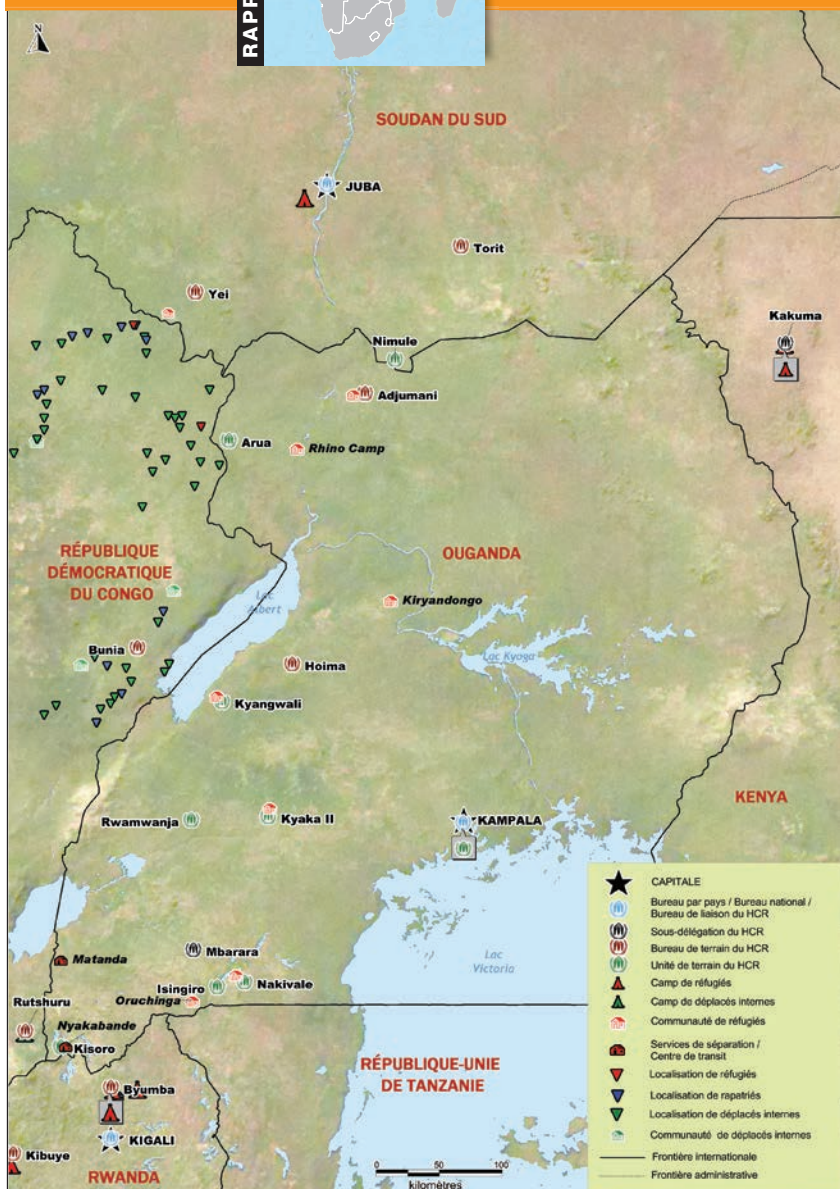 RAPP
N
SOUDAN DU SUD
JUBA
Torit
Yei
Kakuma
Nimule
Adjumani
Arua
Rhino Camp
RÉPUBLIQUE
DÉMOCRATIQUE
DU CONGO
OUGANDA
Lac
Albert
Kiryandongo
Bunia
Hoima
Lac Kyoga
Kyangwali
KENYA
Rwamwanja
Kyaka II
KAMPALA
CAPITALE
Bureau par pays / Bureau national /
Bureau de liaison du HCR
Sous-délégation du HCR
Bureau de terrain du HCR
Unité de terrain du HCR
Camp de réfugiés
Camp de déplacés internes
Communauté de réfugiés
Services de séparation /
Centre de transit
Localisation de réfugiés
Localisation de rapatriés
Localisation de déplacés internes
Communauté de déplacés internes
Frontière internationale
Frontière administrative
Mbarara
Matanda
Lac
Victoria
Isingiro
Nakivale
Oruchinga
Rutshuru
Nyakabande
Kisoro
RÉPUBLIQUE-UNIE
DE TANZANIE
Byumba
KIGALI
Kibuye
RWANDA
0 50 100
kilomètres